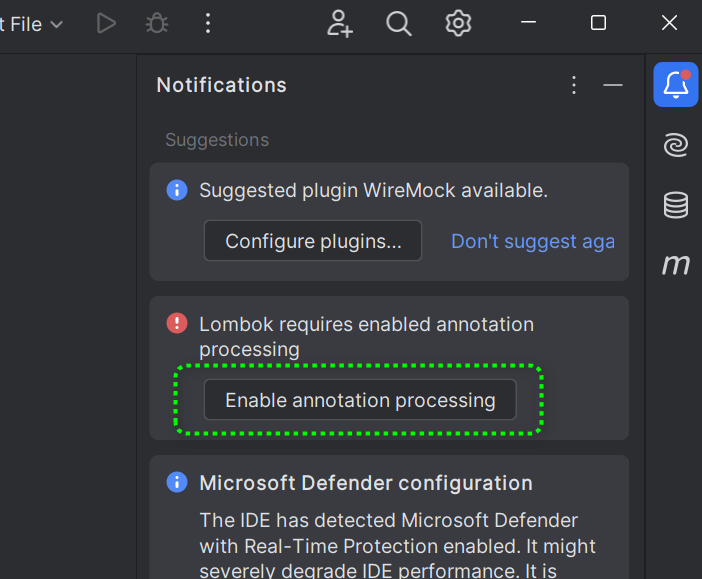 t File
Notifications
Suggestions
Suggested plugin WireMock available.
Configure plugins... Don't suggest aga
Lombok requires enabled annotation
processing
Enable annotation processing
Microsoft Defender configuration
The IDE has detected Microsoft Defender
with Real-Time Protection enabled. It might
severely degrade IDE performance. It is
m